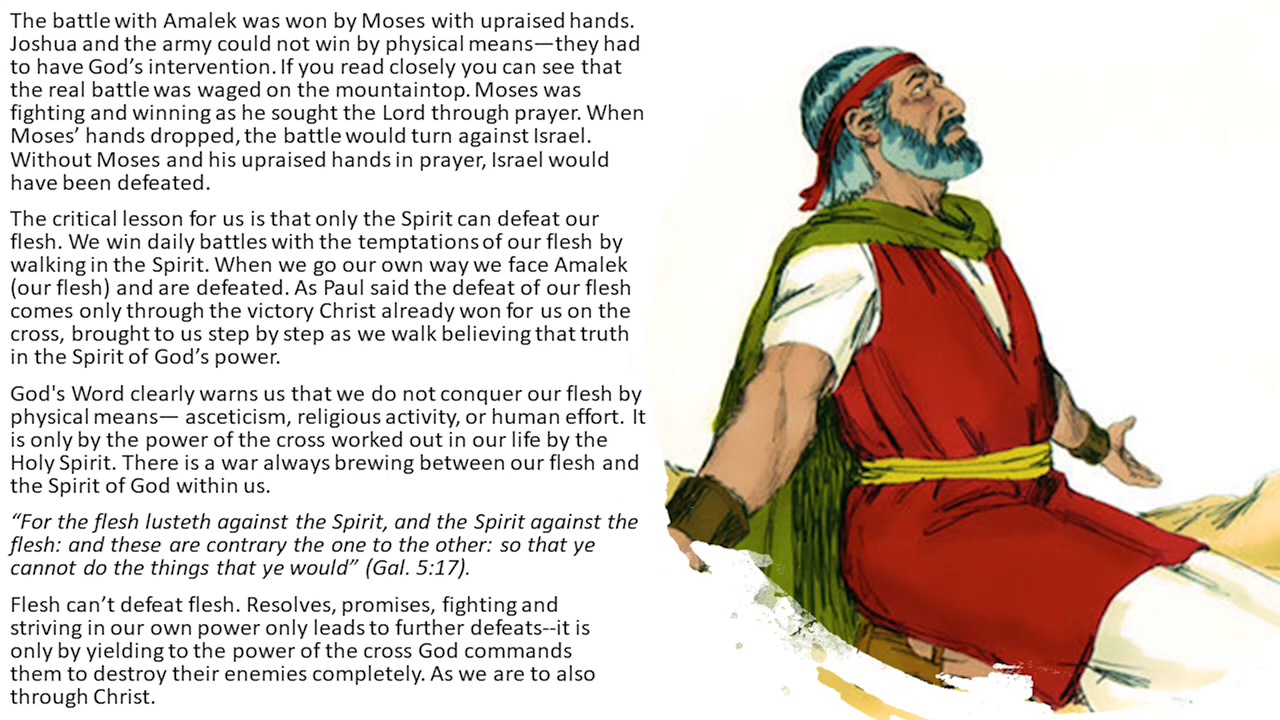 The battle with Amalek was won by Moses with upraised hands.
Joshua and the army could not win by physical means—they had
to have God’s intervention. If you read closely you can see that
the real battle was waged on the mountaintop. Moses was
fighting and winning as he sought the Lord through prayer. When
Moses’ hands dropped, the battle would turn against Israel.
Without Moses and his upraised hands in prayer, Israel would
have been defeated.
The critical lesson for us is that only the Spirit can defeat our
flesh. We win daily battles with the temptations of our flesh by
walking in the Spirit. When we go our own way we face Amalek
(our flesh) and are defeated. As Paul said the defeat of our flesh
comes only through the victory Christ already won for us on the
cross, brought to us step by step as we walk believing that truth
in the Spirit of God’s power.
God's Word clearly warns us that we do not conquer our flesh by
physical means— asceticism, religious activity, or human effort. It
is only by the power of the cross worked out in our life by the
Holy Spirit. There is a war always brewing between our flesh and
the Spirit of God within us.
“For the flesh lusteth against the Spirit, and the Spirit against the
flesh: and these are contrary the one to the other: so that ye
cannot do the things that ye would” (Gal. 5:17).
Flesh can’t defeat flesh. Resolves, promises, fighting and
striving in our own power only leads to further defeats--it is
only by yielding to the power of the cross God commands
them to destroy their enemies completely. As we are to also
through Christ.